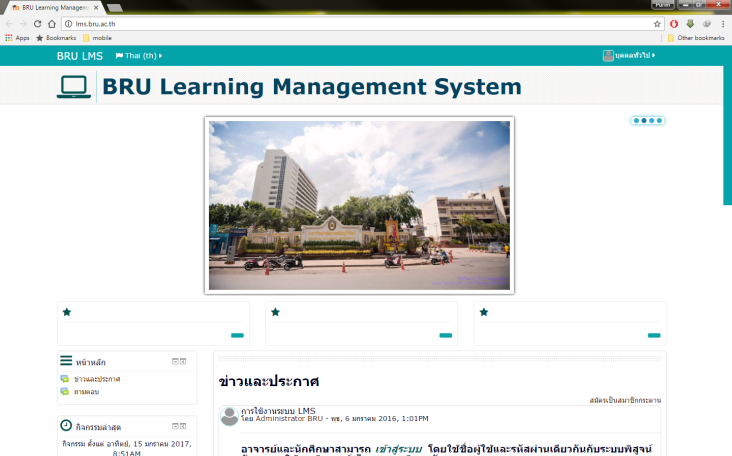 BRU Learning Managem
Punn
lms.bru.ac.th
Apps Bookmarks mobile Other bookmarks
BRU LMS Thai (th) บุคคลทั่วไป
BRU Learning Management System
หน้าหลัก
ข่าวและประกาศ
ถามตอบ
กิจกรรมล่าสุด
กิจกรรม ตั้งแต่ อาทิตย์, 15 มกราคม 2017,
8:51AM
ข่าวและประกาศ
สมัครเป็นสมาชิกกระดาน
การใช้งานระบบ LMS
โดย Administrator BRU - พุธ, 6 มกราคม 2016, 1:01PM
อาจารย์และนักศึกษาสามารถ เข้าสู่ระบบ โดยใช้ชื่อผู้ใช้และรหัสผ่านเดียวกันกับระบบพิสูจน์